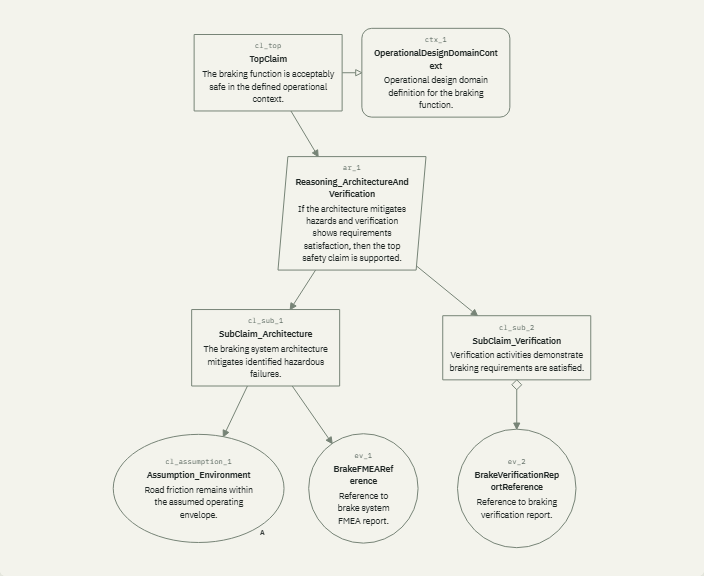 cl_top
TopClaim
The braking function is acceptably
safe in the defined operational
context.
ctx_1
OperationalDesignDomainCont
ext
Operational design domain
definition for the braking
function.
ar_1
Reasoning_ArchitectureAnd
Verification
If the architecture mitigates
hazards and verification
shows requirements
satisfaction, then the top
safety claim is supported.
cl_sub_1
SubClaim_Architecture
The braking system architecture
mitigates identified hazardous
failures.
cl_sub_2
SubClaim_Verification
Verification activities demonstrate
braking requirements are satisfied.
cl_assumption_1
Assumption_Environment
Road friction remains within
the assumed operating
envelope.
A
ev_1
BrakeFMEARef
erence
Reference to
brake system
FMEA report.
ev_2
BrakeVerificationRep
ortReference
Reference to braking
verification report.